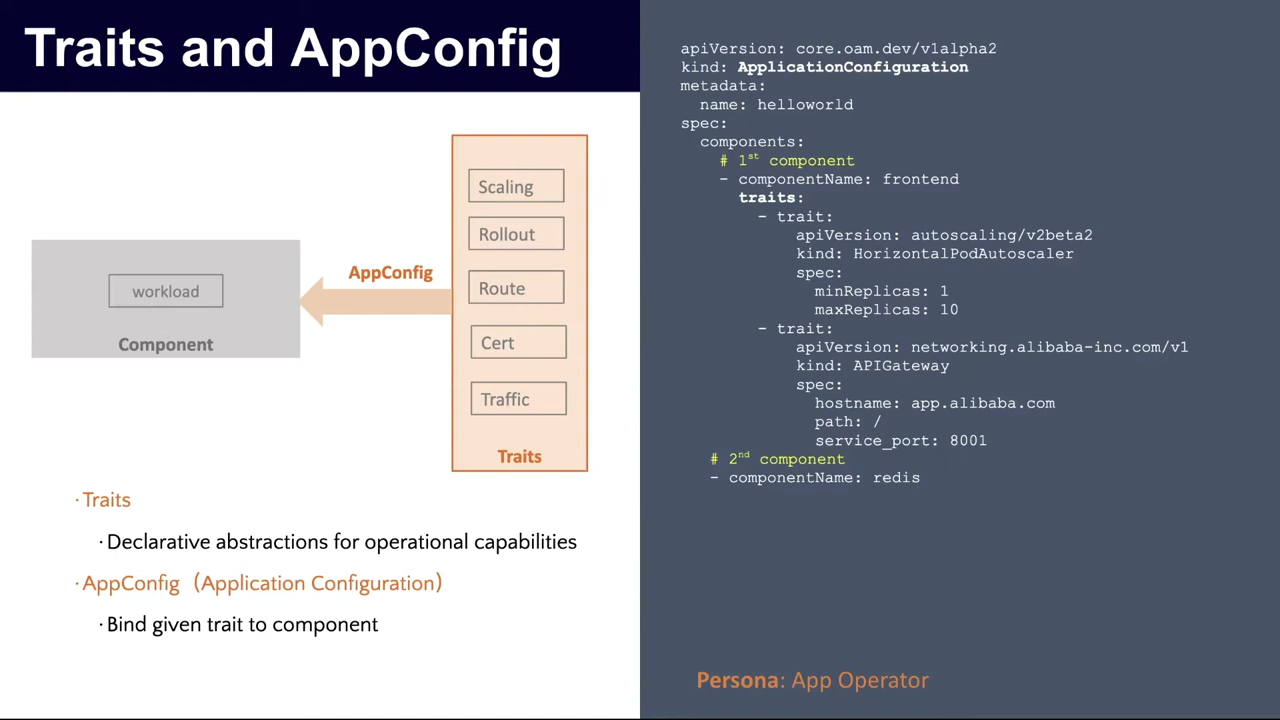 Traits and AppConfig
workload
Component
AppConfig
Scaling
Rollout
Route
Cert
Traffic
Traits
·Traits
·Declarative abstractions for operational capabilities
·AppConfig（Application Configuration）
·Bind given trait to component
apiVersion: core.oam.dev/v1alpha2
kind: ApplicationConfiguration
metadata:
  name: helloworld
spec:
  components:
    # 1st component
    - componentName: frontend
      traits:
        - trait:
            apiVersion: autoscaling/v2beta2
            kind: HorizontalPodAutoscaler
            spec:
              minReplicas: 1
              maxReplicas: 10
        - trait:
            apiVersion: networking.alibaba-inc.com/v1
            kind: APIGateway
            spec:
              hostname: app.alibaba.com
              path: /
              service_port: 8001
   # 2nd component
   - componentName: redis
Persona: App Operator